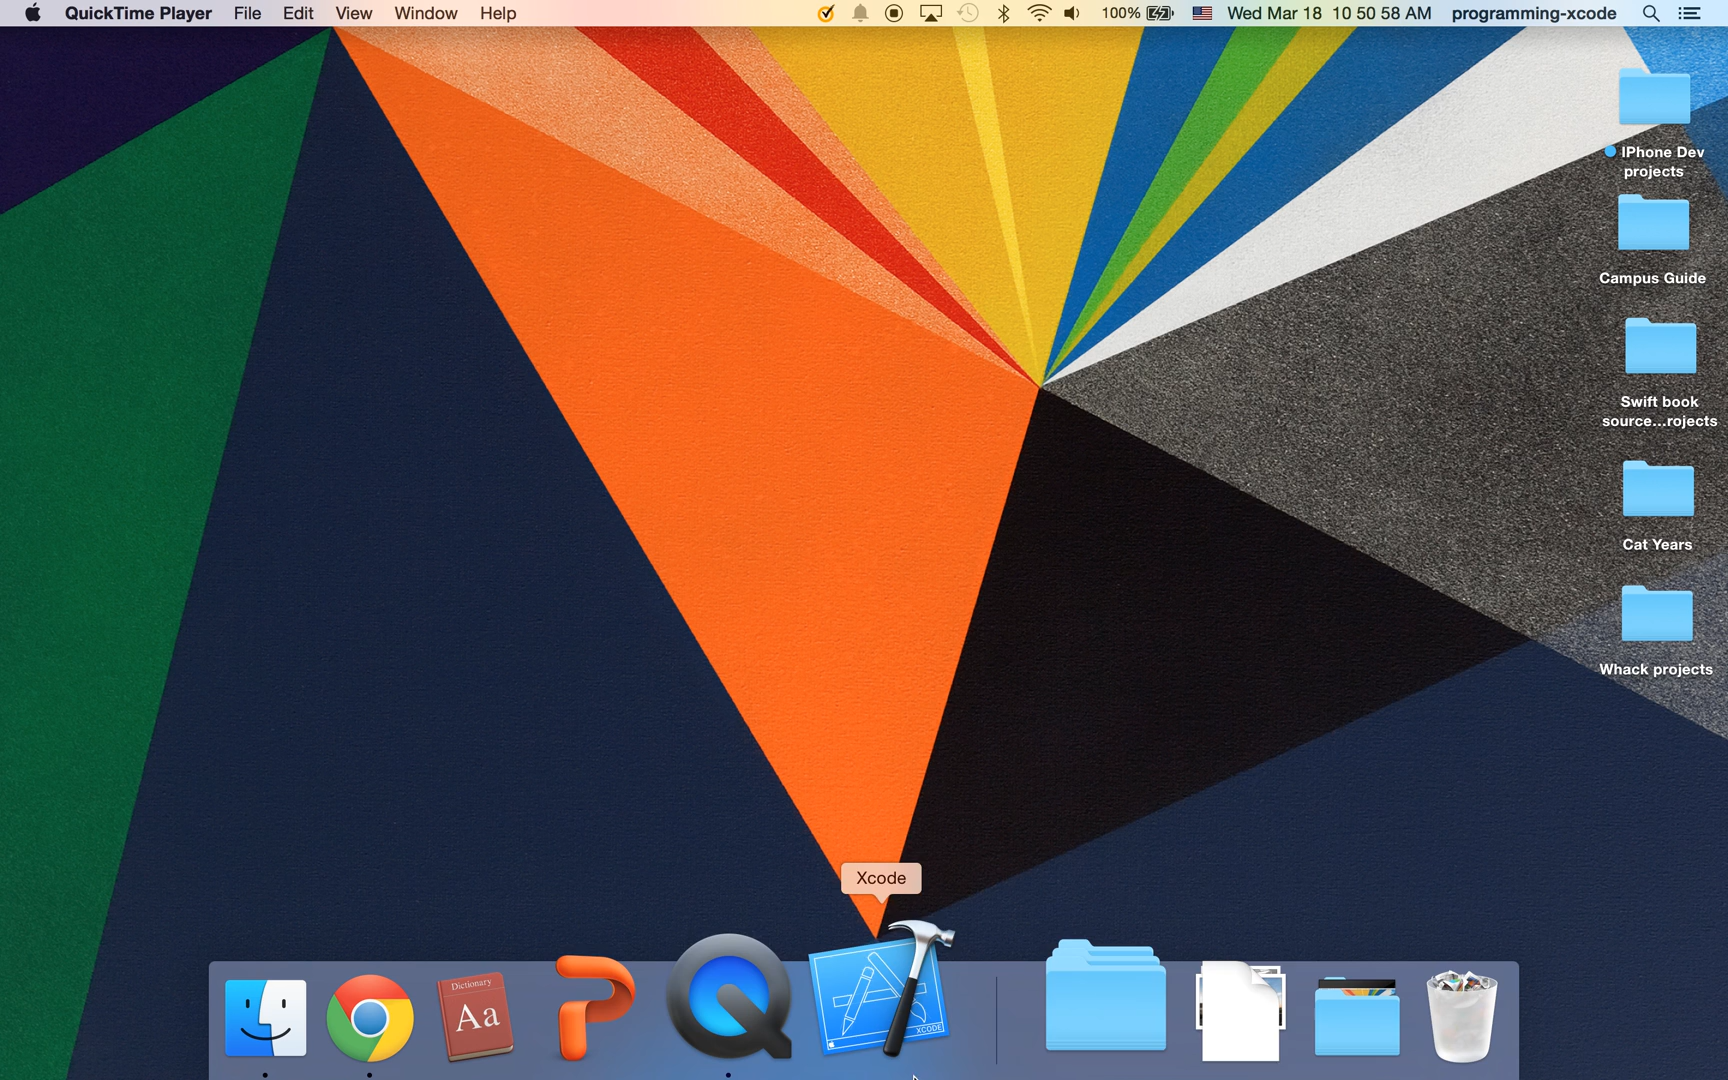 QuickTime Player File Edit View Window Help 100% Wed Mar 18 10 50 58 AM programming-xcode
IPhone Dev
projects
Campus Guide
Swift book
source...rojects
Cat Years
Whack projects
Xcode
Dictionary
Aa
XCODE